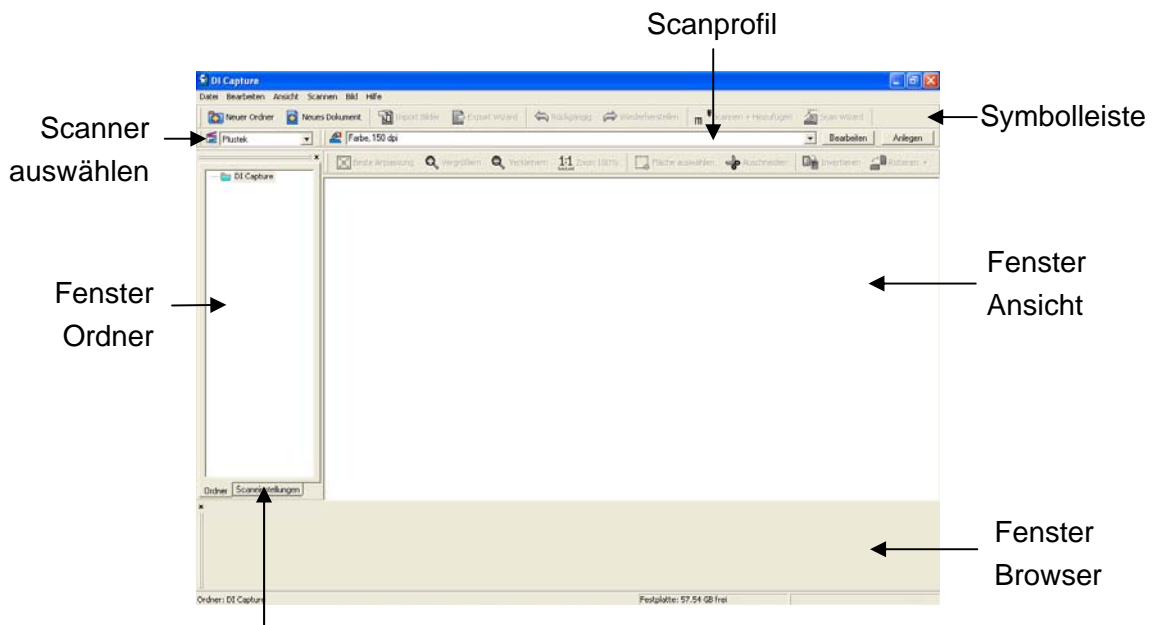 Scanprofil
DI Capture
Datei Bearbeiten Ansicht Scannen Bild Hilfe
Neuer Ordner Neues Dokument Import Bilder Export Wizard Rückgängig Wiederherstellen Scannen + Hinzufügen Scan Wizard
Symbolleiste
Scanner
auswählen
Plustek
Farbe, 150 dpi
Bearbeiten Anlegen
Beste Anpassung Vergrößern Verkleinern 1:1 Zoom 100% Fläche auswählen Ausschneiden Invertieren Rotieren
DI Capture
Fenster
Ansicht
Fenster
Ordner
Ordner Scaneinstellungen
Fenster
Browser
Ordner: DI Capture
Festplatte: 57.54 GB frei